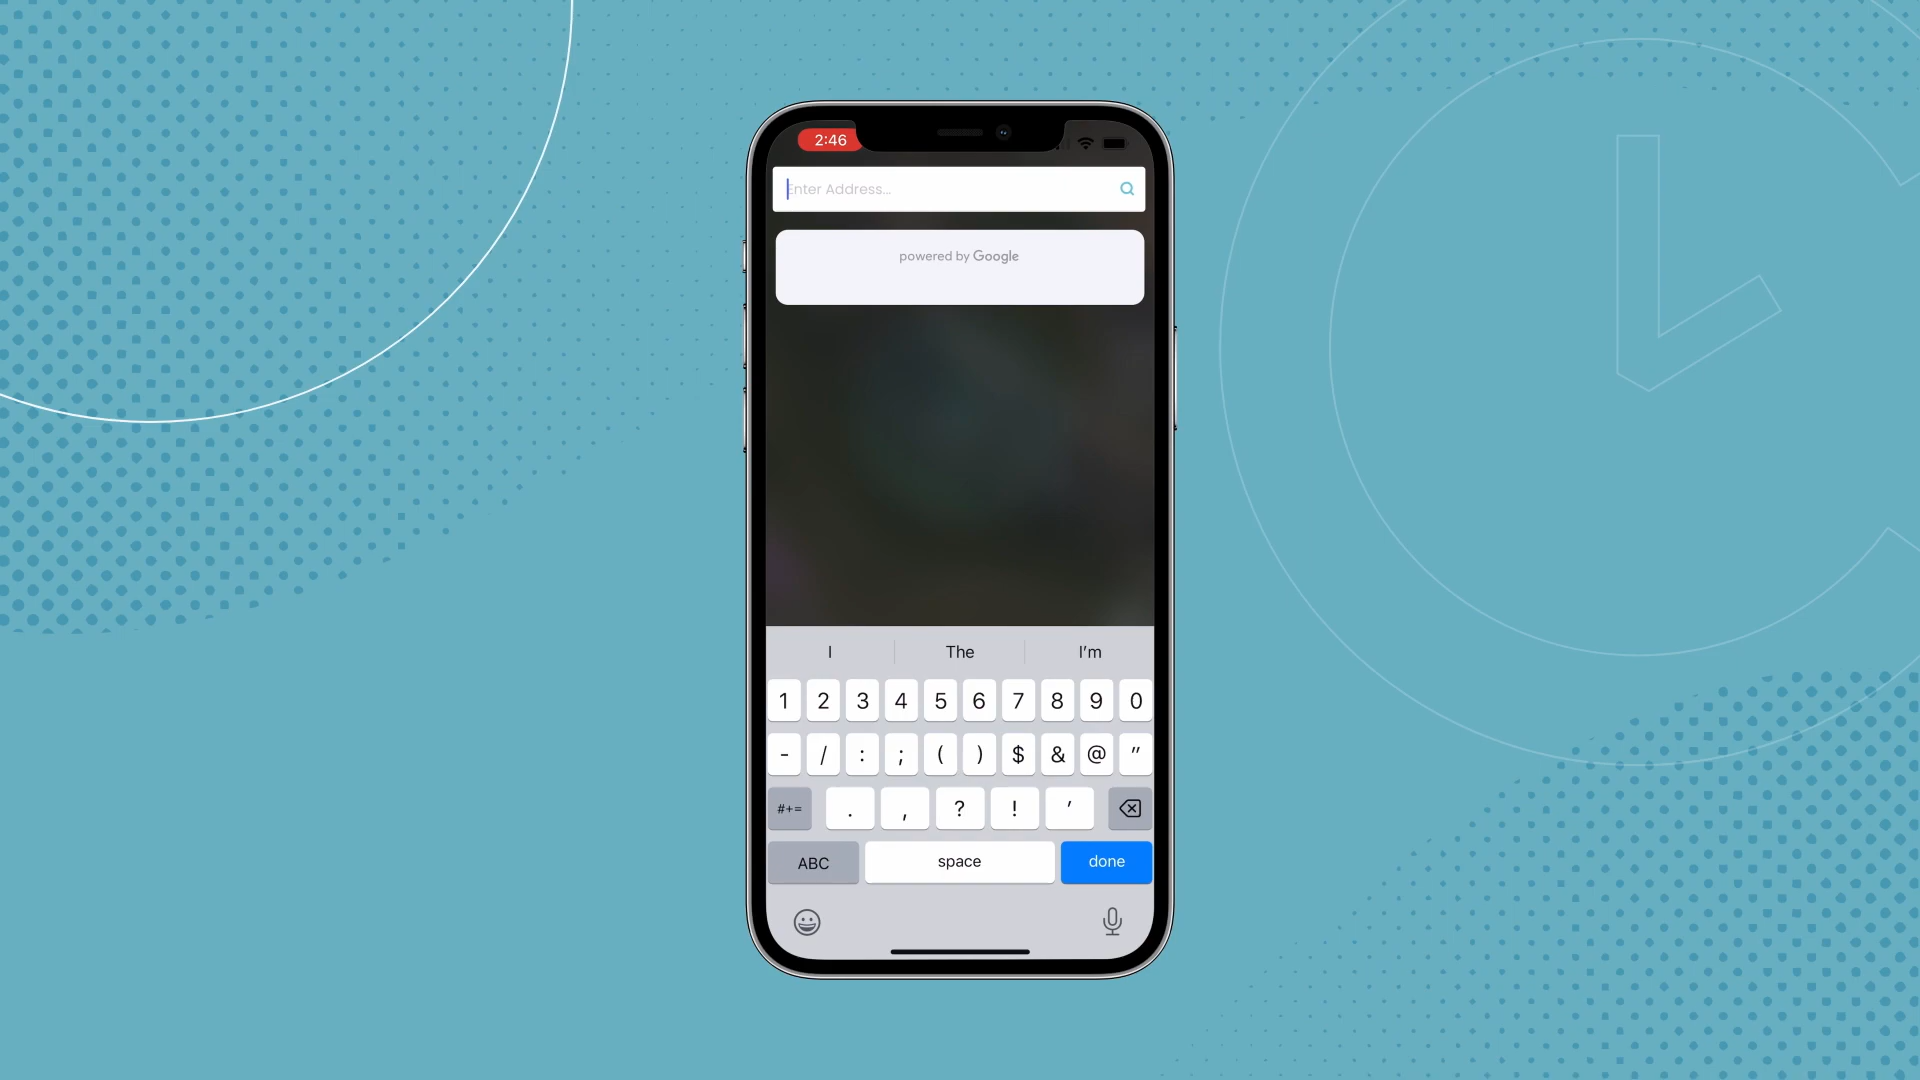 2:46
Enter Address...
powered by Google
I The I'm
1 2 3 4 5 6 7 8 9 0
- / : ; ( ) $ & @ "
#+= . , ? ! '
ABC space done